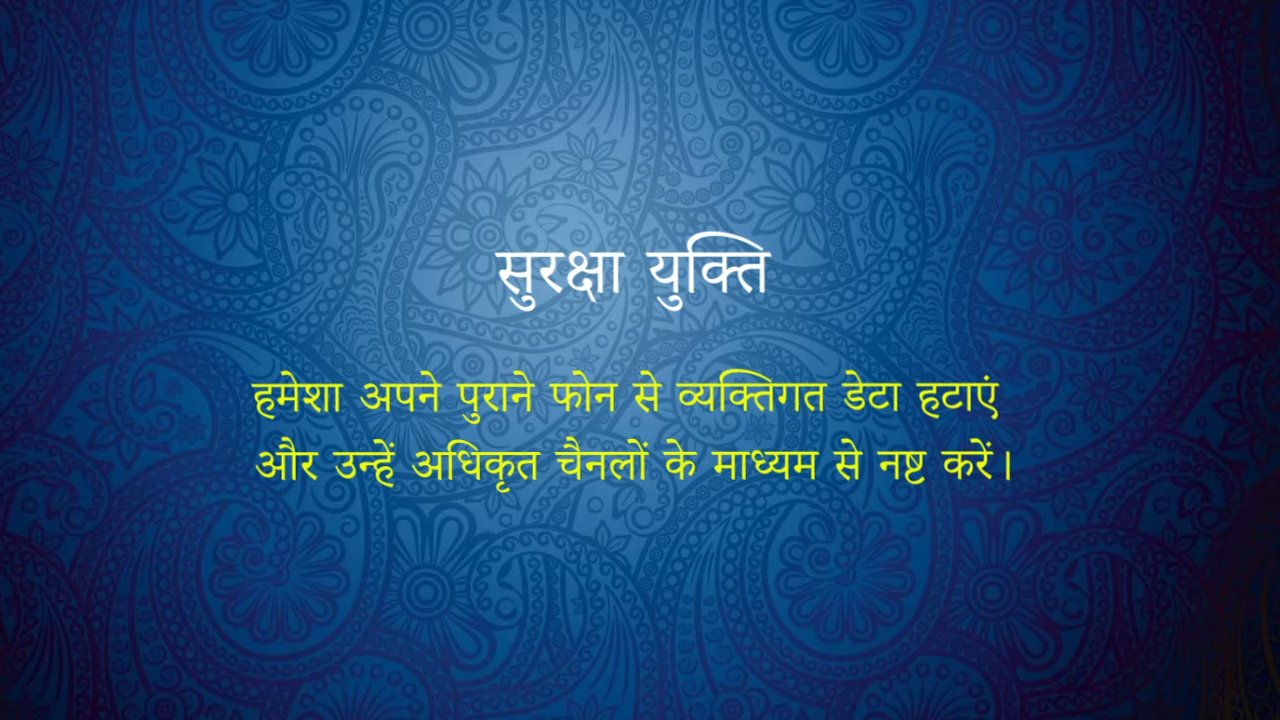 सुरक्षा युक्ति
हमेशा अपने पुराने फोन से व्यक्तिगत डेटा हटाएं
और उन्हें अधिकृत चैनलों के माध्यम से नष्ट करें।